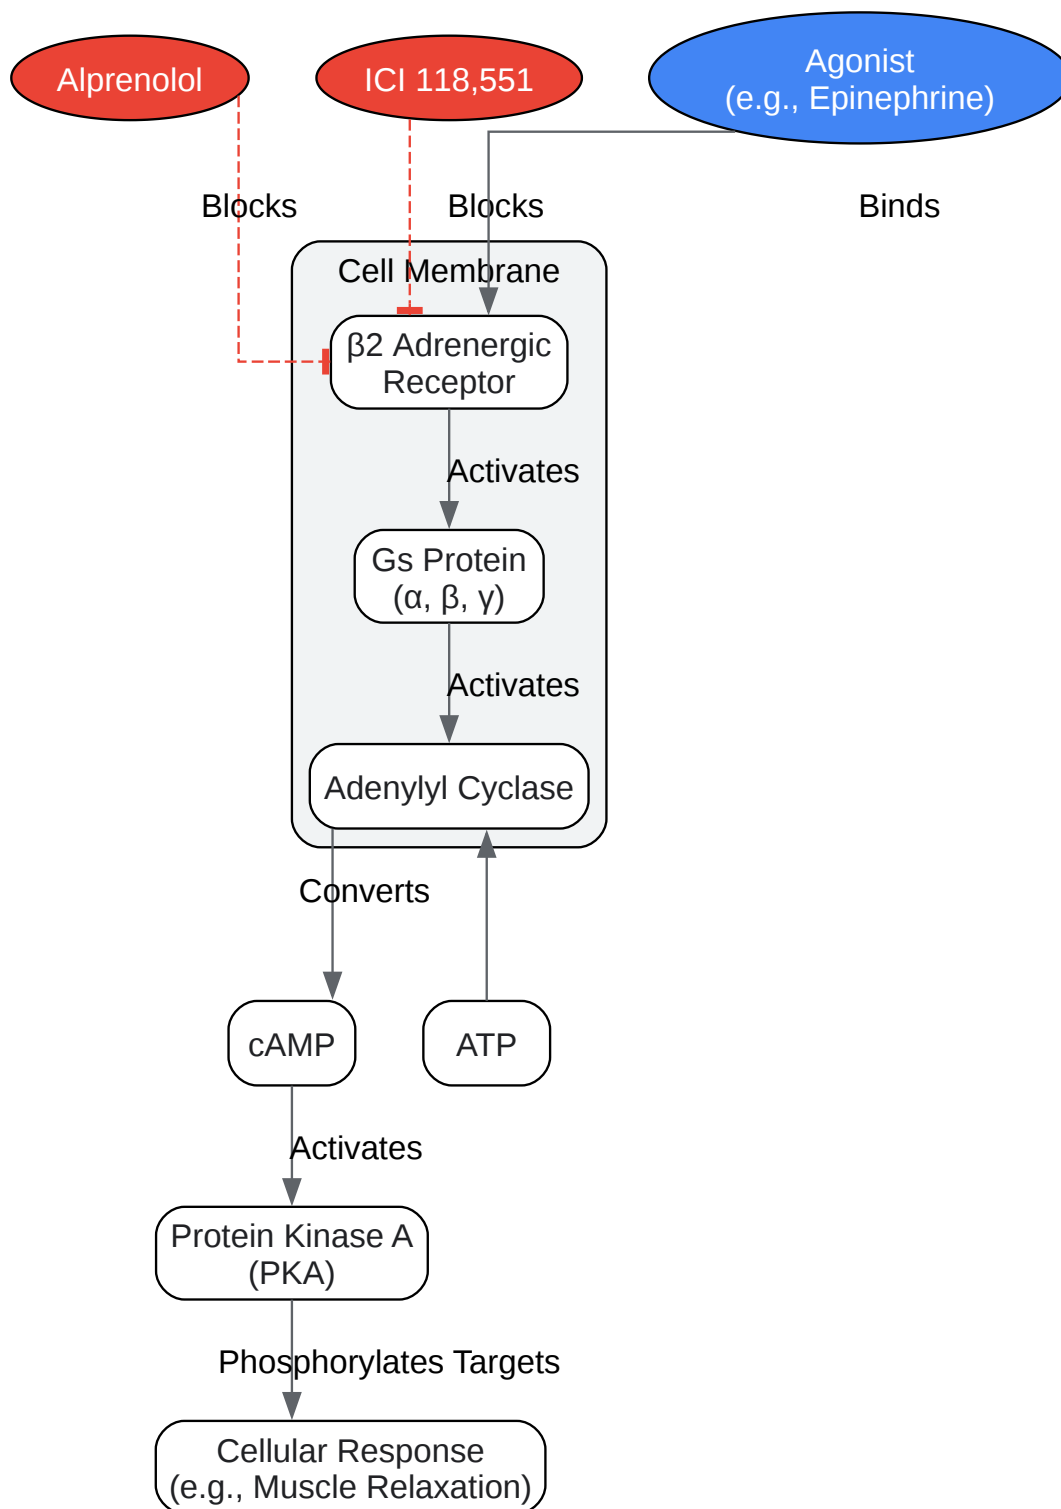 Alprenolol
ICI 118,551
Agonist
(e.g., Epinephrine)
Blocks
Blocks
Binds
Cell Membrane
β2 Adrenergic
Receptor
Activates
Gs Protein
(α, β, γ)
Activates
Adenylyl Cyclase
Converts
cAMP
ATP
Activates
Protein Kinase A
(PKA)
Phosphorylates Targets
Cellular Response
(e.g., Muscle Relaxation)